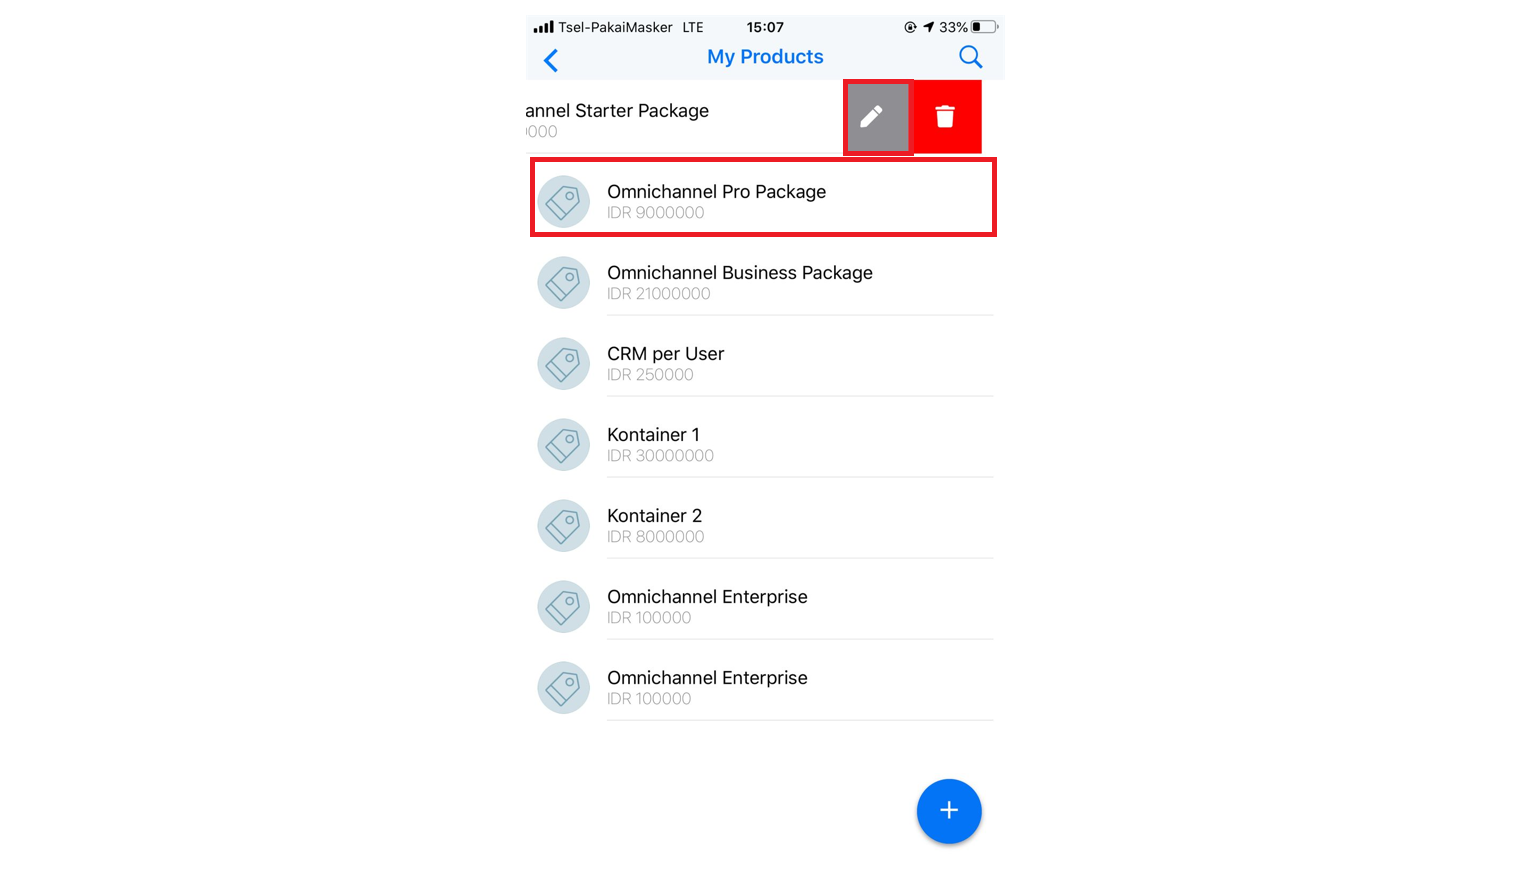 Tsel-PakaiMasker LTE 15:07 33%
My Products
annel Starter Package
000
Omnichannel Pro Package
IDR 9000000
Omnichannel Business Package
IDR 21000000
CRM per User
IDR 250000
Kontainer 1
IDR 30000000
Kontainer 2
IDR 8000000
Omnichannel Enterprise
IDR 100000
Omnichannel Enterprise
IDR 100000